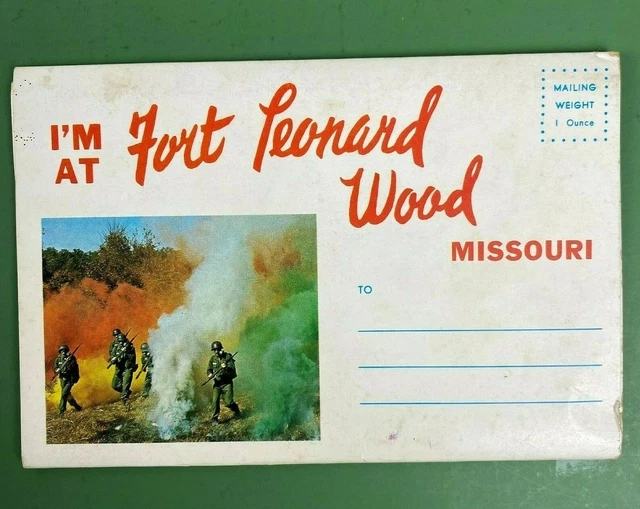 I'M
AT
Fort Leonard
Wood
MISSOURI
MAILING
WEIGHT
1 Ounce
TO